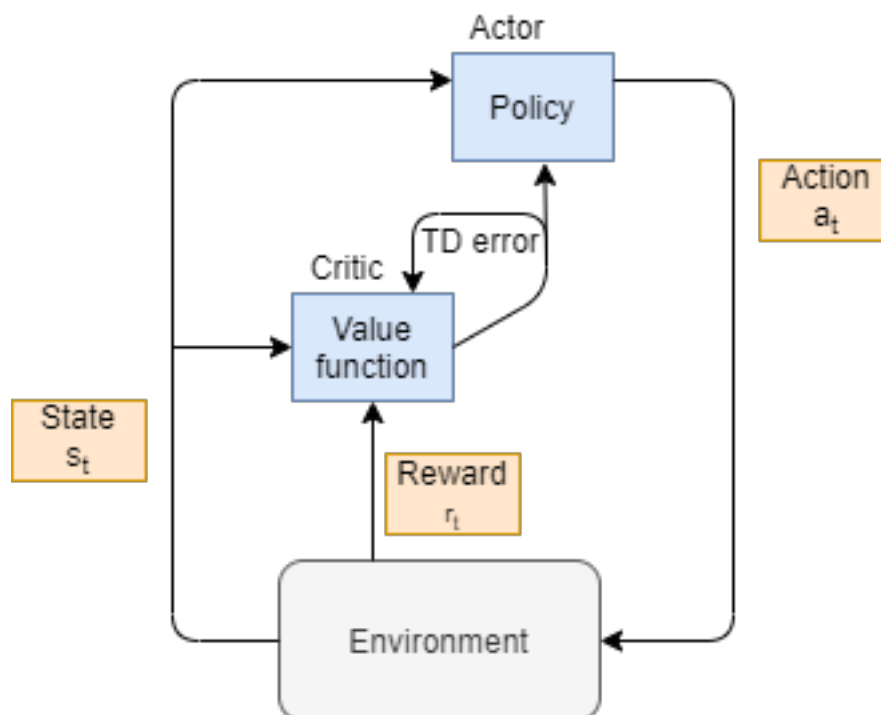 Actor
Policy
Action
aₜ
TD error
Critic
Value
function
State
sₜ
Reward
rₜ
Environment